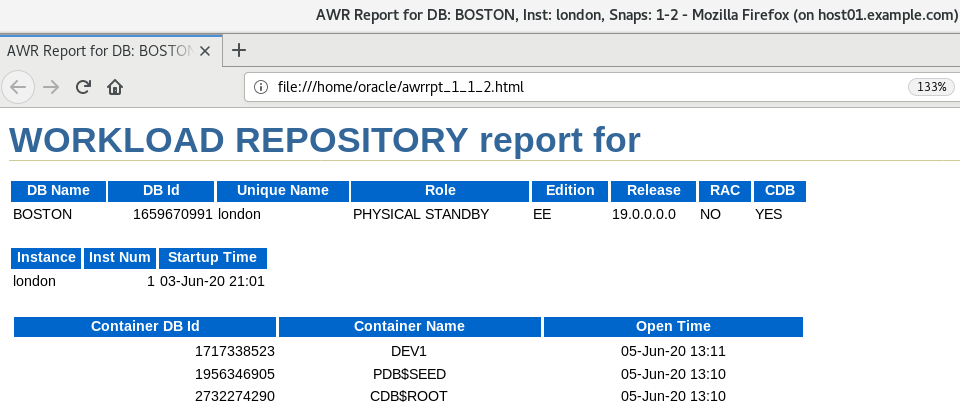 AWR Report for DB: BOSTON, Inst: london, Snaps: 1-2 - Mozilla Firefox (on host01.example.com)
AWR Report for DB: BOSTON
file:///home/oracle/awrrpt_1_1_2.html 133%
WORKLOAD REPOSITORY report for
DB Name DB Id Unique Name Role Edition Release RAC CDB
BOSTON 1659670991 london PHYSICAL STANDBY EE 19.0.0.0.0 NO YES
Instance Inst Num Startup Time
london 1 03-Jun-20 21:01
Container DB Id Container Name Open Time
1717338523 DEV1 05-Jun-20 13:11
1956346905 PDB$SEED 05-Jun-20 13:10
2732274290 CDB$ROOT 05-Jun-20 13:10